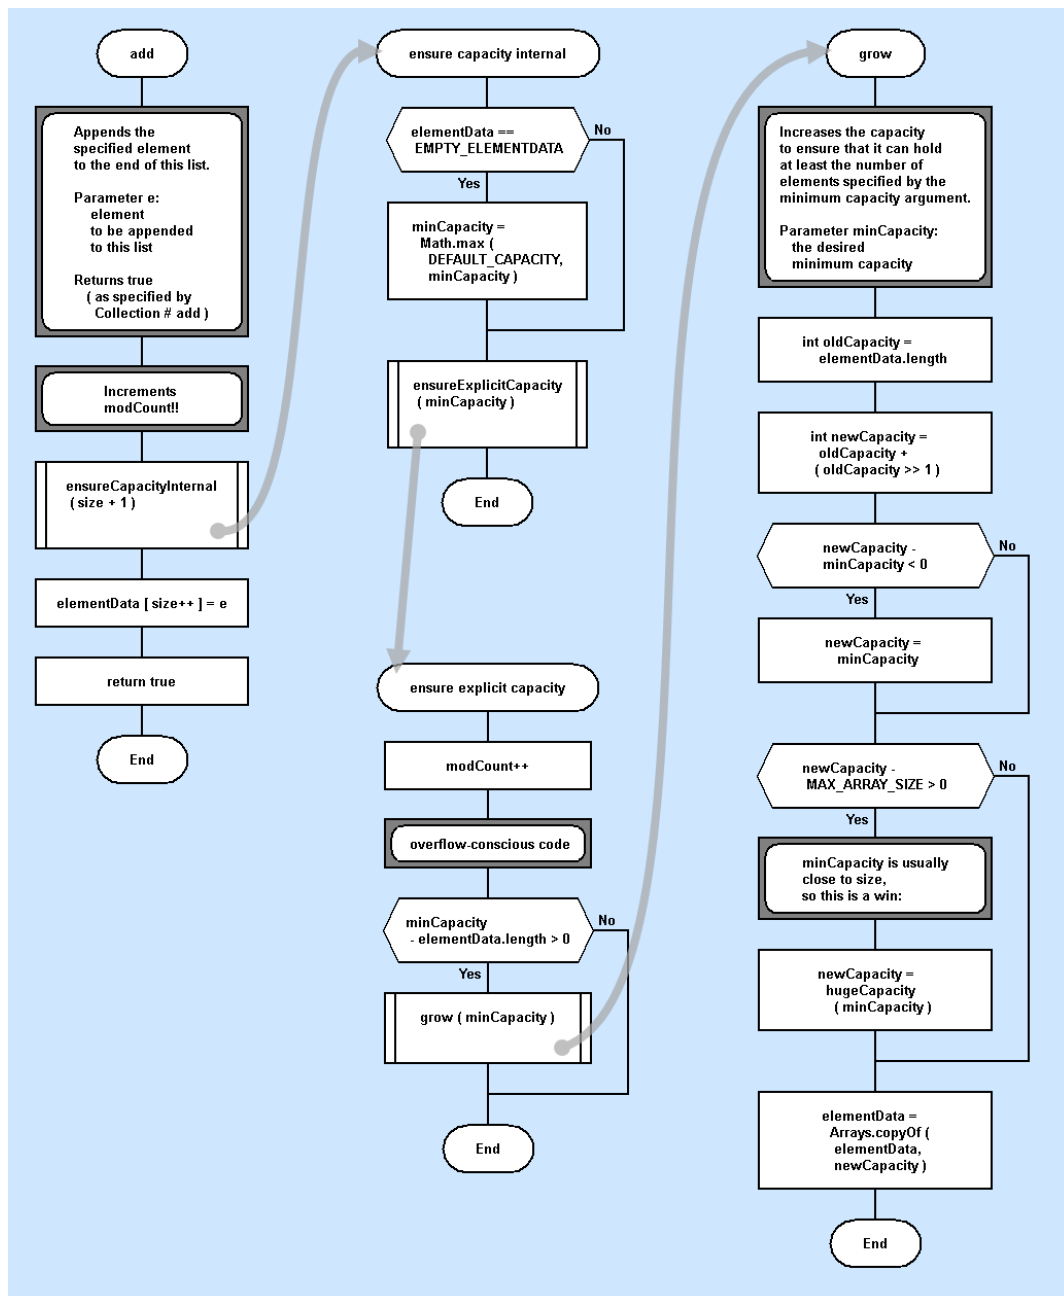 add
Appends the
specified element
to the end of this list.
Parameter e:
element
to be appended
to this list
Returns true
( as specified by
Collection # add )
Increments
modCount!!
ensureCapacityInternal
( size + 1 )
elementData [ size++ ] = e
return true
End
ensure capacity internal
elementData ==
EMPTY_ELEMENTDATA
No
Yes
minCapacity =
Math.max (
DEFAULT_CAPACITY,
minCapacity )
ensureExplicitCapacity
( minCapacity )
End
ensure explicit capacity
modCount++
overflow-conscious code
minCapacity
- elementData.length > 0
No
Yes
grow ( minCapacity )
End
grow
Increases the capacity
to ensure that it can hold
at least the number of
elements specified by the
minimum capacity argument.
Parameter minCapacity:
the desired
minimum capacity
int oldCapacity =
elementData.length
int newCapacity =
oldCapacity +
( oldCapacity >> 1 )
newCapacity -
minCapacity < 0
No
Yes
newCapacity =
minCapacity
newCapacity -
MAX_ARRAY_SIZE > 0
No
Yes
minCapacity is usually
close to size,
so this is a win:
newCapacity =
hugeCapacity
( minCapacity )
elementData =
Arrays.copyOf (
elementData,
newCapacity )
End